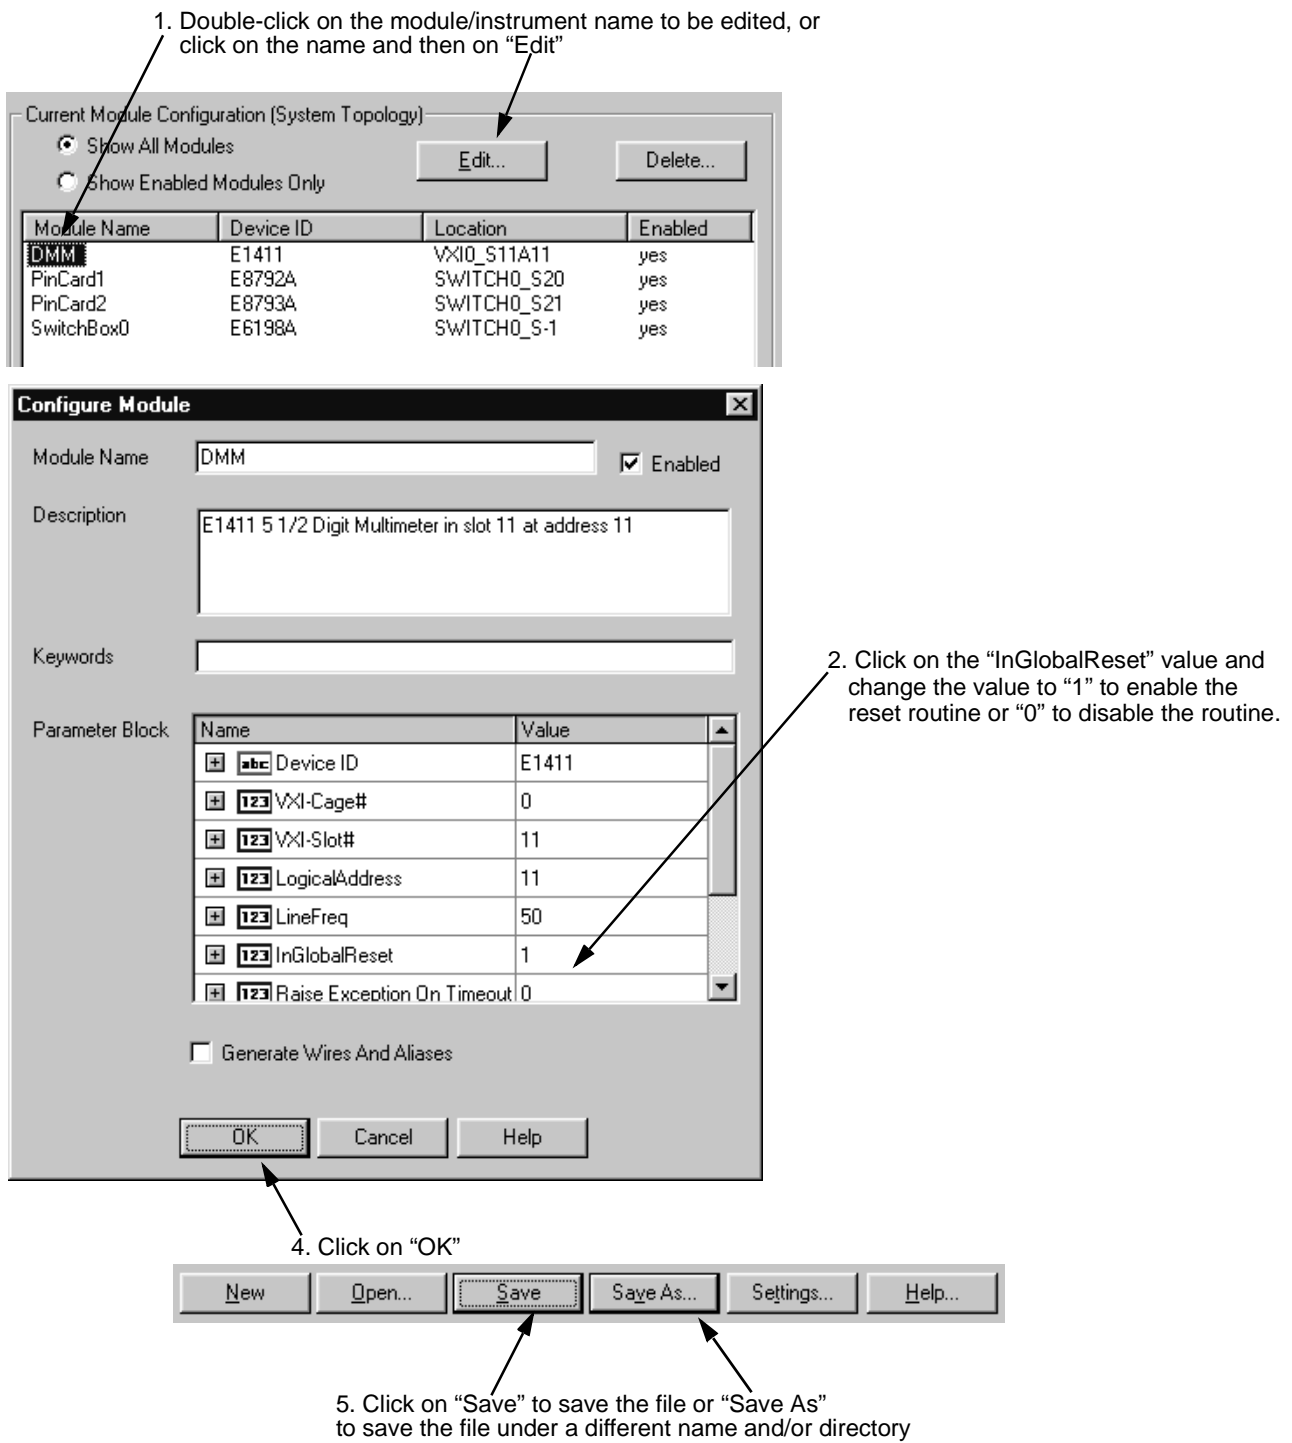 1. Double-click on the module/instrument name to be edited, or
click on the name and then on “Edit”
Current Module Configuration (System Topology)
Show All Modules
Show Enabled Modules Only
Edit...
Delete...
Module Name Device ID Location Enabled
DMM E1411 VXI0_S11A11 yes
PinCard1 E8792A SWITCH0_S20 yes
PinCard2 E8793A SWITCH0_S21 yes
SwitchBox0 E6198A SWITCH0_S-1 yes
Configure Module
Module Name DMM Enabled
Description E1411 5 1/2 Digit Multimeter in slot 11 at address 11
Keywords
2. Click on the “InGlobalReset” value and
change the value to “1” to enable the
reset routine or “0” to disable the routine.
Parameter Block Name Value
abc Device ID E1411
123 VXI-Cage# 0
123 VXI-Slot# 11
123 LogicalAddress 11
123 LineFreq 50
123 InGlobalReset 1
123 Raise Exception On Timeout 0
Generate Wires And Aliases
OK Cancel Help
4. Click on “OK”
New Open... Save Save As... Settings... Help...
5. Click on “Save” to save the file or “Save As”
to save the file under a different name and/or directory